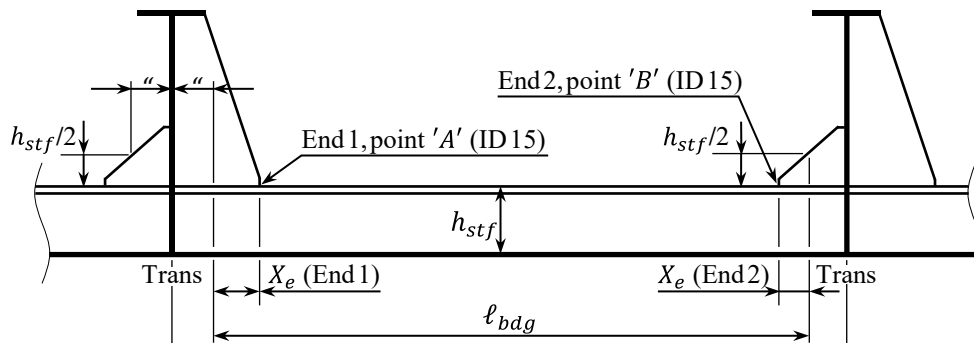 “ “
End 2, point 'B' (ID 15)
h_stf/2
End 1, point 'A' (ID 15)
h_stf/2
h_stf
Trans X_e (End 1) X_e (End 2) Trans
ℓ_bdg